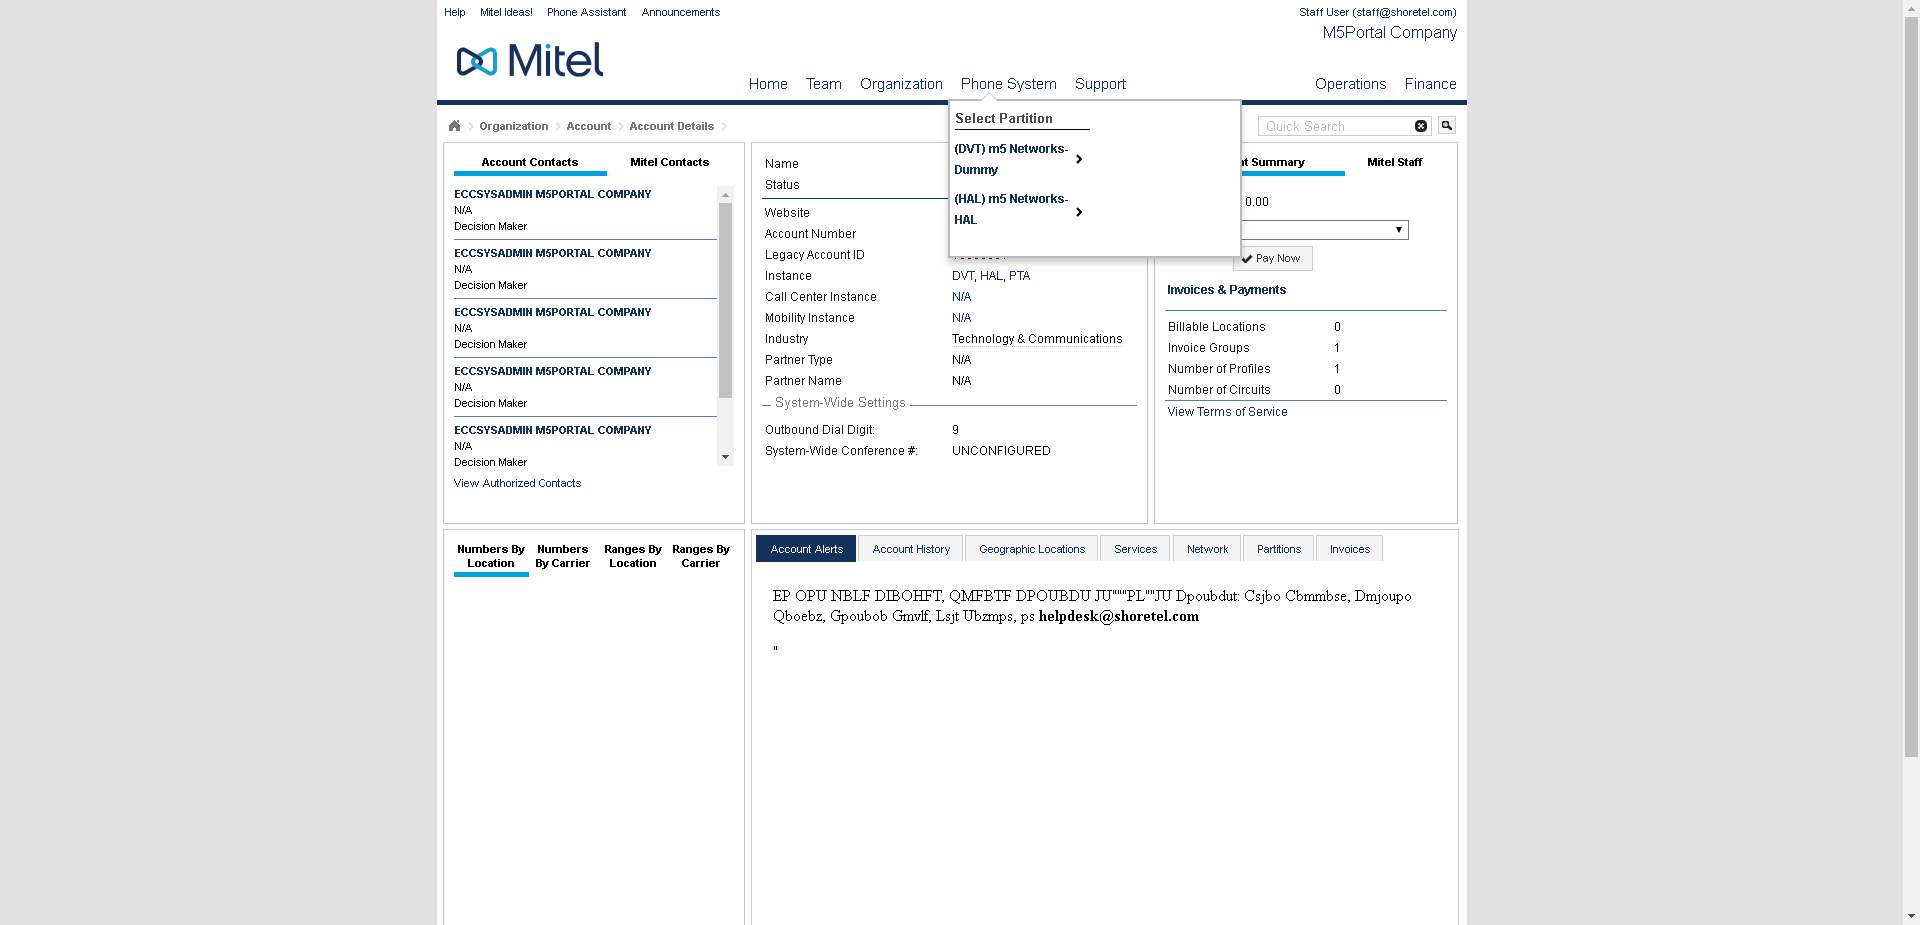 Help Mitel Ideas! Phone Assistant Announcements Staff User (staff@shoretel.com)
M5Portal Company
Mitel
Home Team Organization Phone System Support Operations Finance
Organization Account Account Details
Quick Search
Select Partition
(DVT) m5 Networks-
Dummy
(HAL) m5 Networks-
HAL
Account Contacts Mitel Contacts
ECCSYSADMIN M5PORTAL COMPANY
N/A
Decision Maker
ECCSYSADMIN M5PORTAL COMPANY
N/A
Decision Maker
ECCSYSADMIN M5PORTAL COMPANY
N/A
Decision Maker
ECCSYSADMIN M5PORTAL COMPANY
N/A
Decision Maker
ECCSYSADMIN M5PORTAL COMPANY
N/A
Decision Maker
View Authorized Contacts
Name
Status
Website
Account Number
Legacy Account ID
Instance DVT, HAL, PTA
Call Center Instance N/A
Mobility Instance N/A
Industry Technology & Communications
Partner Type N/A
Partner Name N/A
System-Wide Settings
Outbound Dial Digit: 9
System-Wide Conference #: UNCONFIGURED
Summary Mitel Staff
0.00
Pay Now
Invoices & Payments
Billable Locations 0
Invoice Groups 1
Number of Profiles 1
Number of Circuits 0
View Terms of Service
Numbers By Location
Numbers By Carrier
Ranges By Location
Ranges By Carrier
Account Alerts Account History Geographic Locations Services Network Partitions Invoices
EP OPU NBLF DIBOHFT, QMFBTF DPOUBDU JU"""PL""JU Dpoubdut: Csjbo Cbmmbse, Dmjoupo
Qboebz, Gpoubob Gmvlf, Lsjt Ubzmps, ps helpdesk@shoretel.com
"